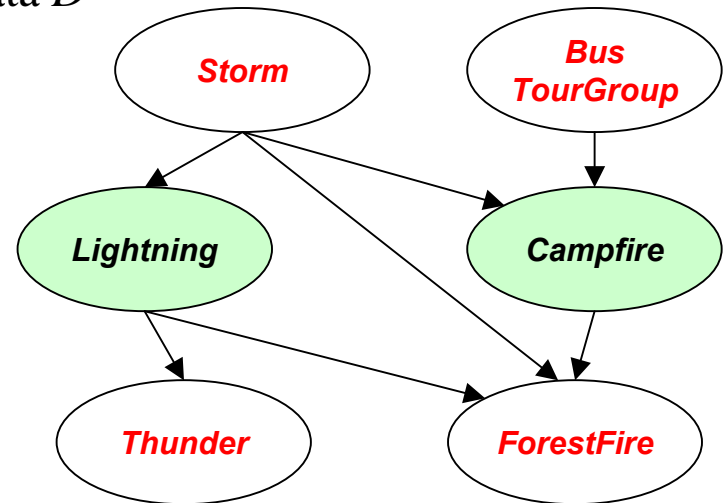 Storm
Bus
TourGroup
Lightning
Campfire
Thunder
ForestFire